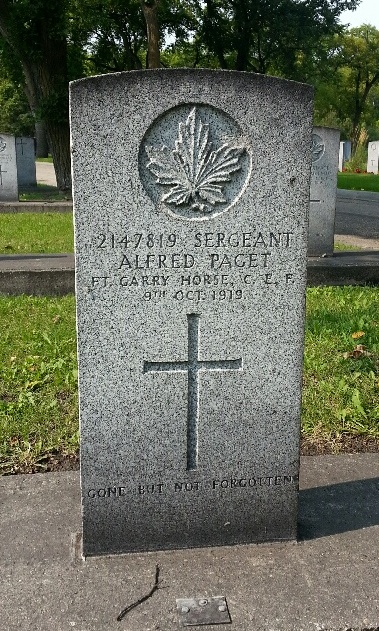 2147819 SERGEANT
ALFRED PAGET
FT. GARRY HORSE, C. E. F.
9TH OCT. 1919.
GONE BUT NOT FORGOTTEN